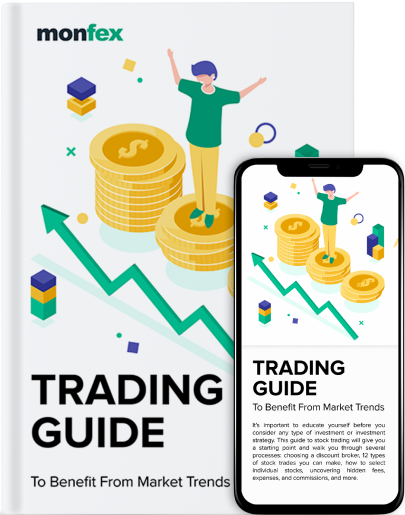 monfex
TRADING
GUIDE
To Benefit From Market Trends
TRADING
GUIDE
To Benefit From Market Trends
It's important to educate yourself before you
consider any type of investment or investment
strategy. This guide to stock trading will give you
a starting point and walk you through several
processes: choosing a discount broker, 12 types
of stock trades you can make, how to select
individual stocks, uncovering hidden fees,
expenses, and commissions, and more.